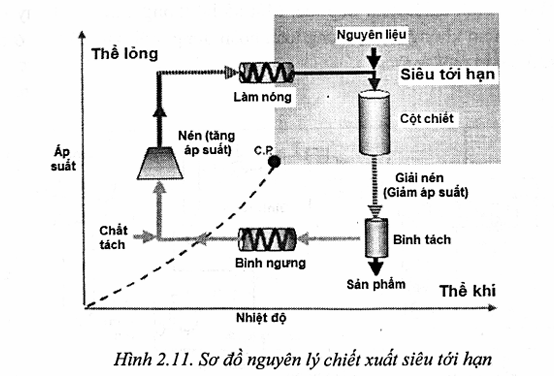 Thể lỏng
Nguyên liệu
Siêu tới hạn
Làm nóng
Cột chiết
Nén (tăng
áp suất)
C.P.
Áp
suất
Giải nén
(Giảm áp suất)
Chất
tách
Bình ngưng
Bình tách
Sản phẩm
Thể khi
Nhiệt độ
Hình 2.11. Sơ đồ nguyên lý chiết xuất siêu tới hạn